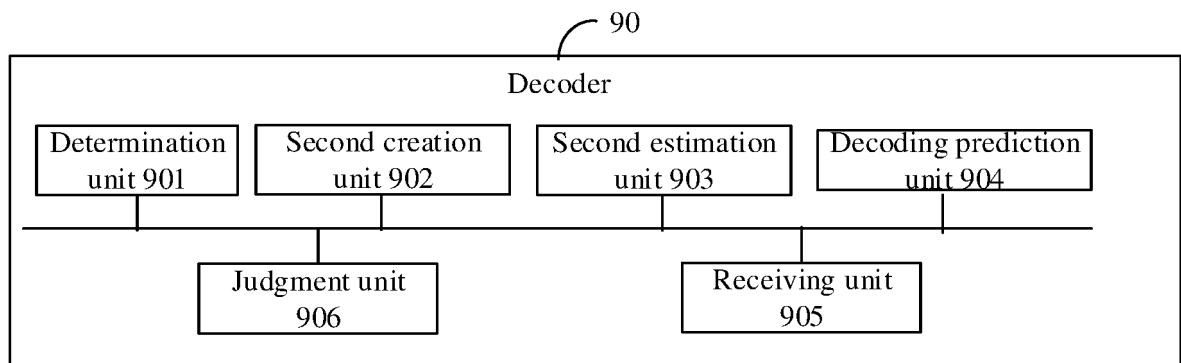 90
Decoder
Determination
unit 901
Second creation
unit 902
Second estimation
unit 903
Decoding prediction
unit 904
Judgment unit
906
Receiving unit
905